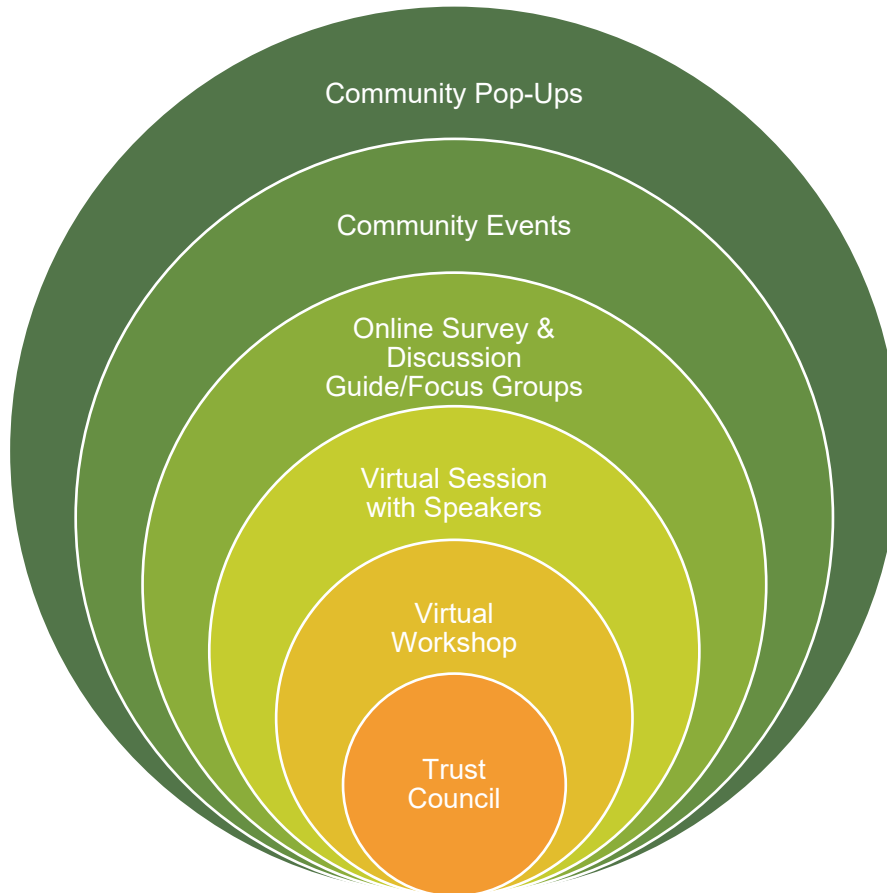 Community Pop-Ups
Community Events
Online Survey &
Discussion
Guide/Focus Groups
Virtual Session
with Speakers
Virtual
Workshop
Trust
Council